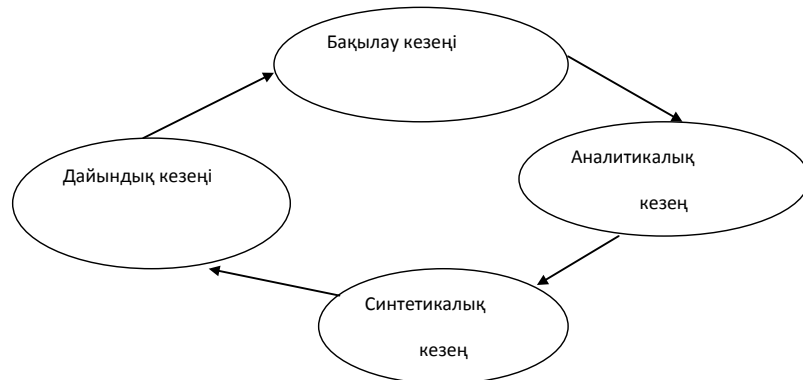 Бақылау кезеңі
Аналитикалық
кезең
Дайындық кезеңі
Синтетикалық
кезең